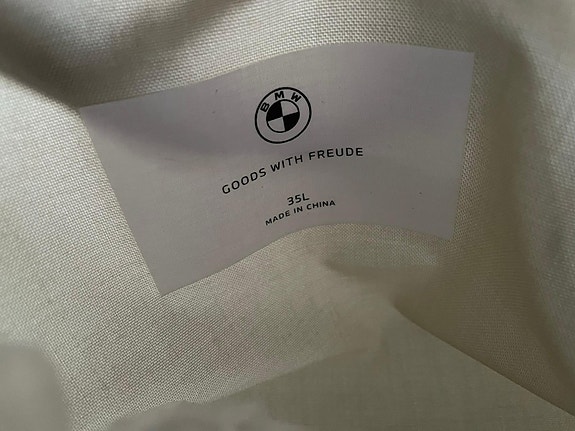 BMW
GOODS WITH FREUDE
35L
MADE IN CHINA